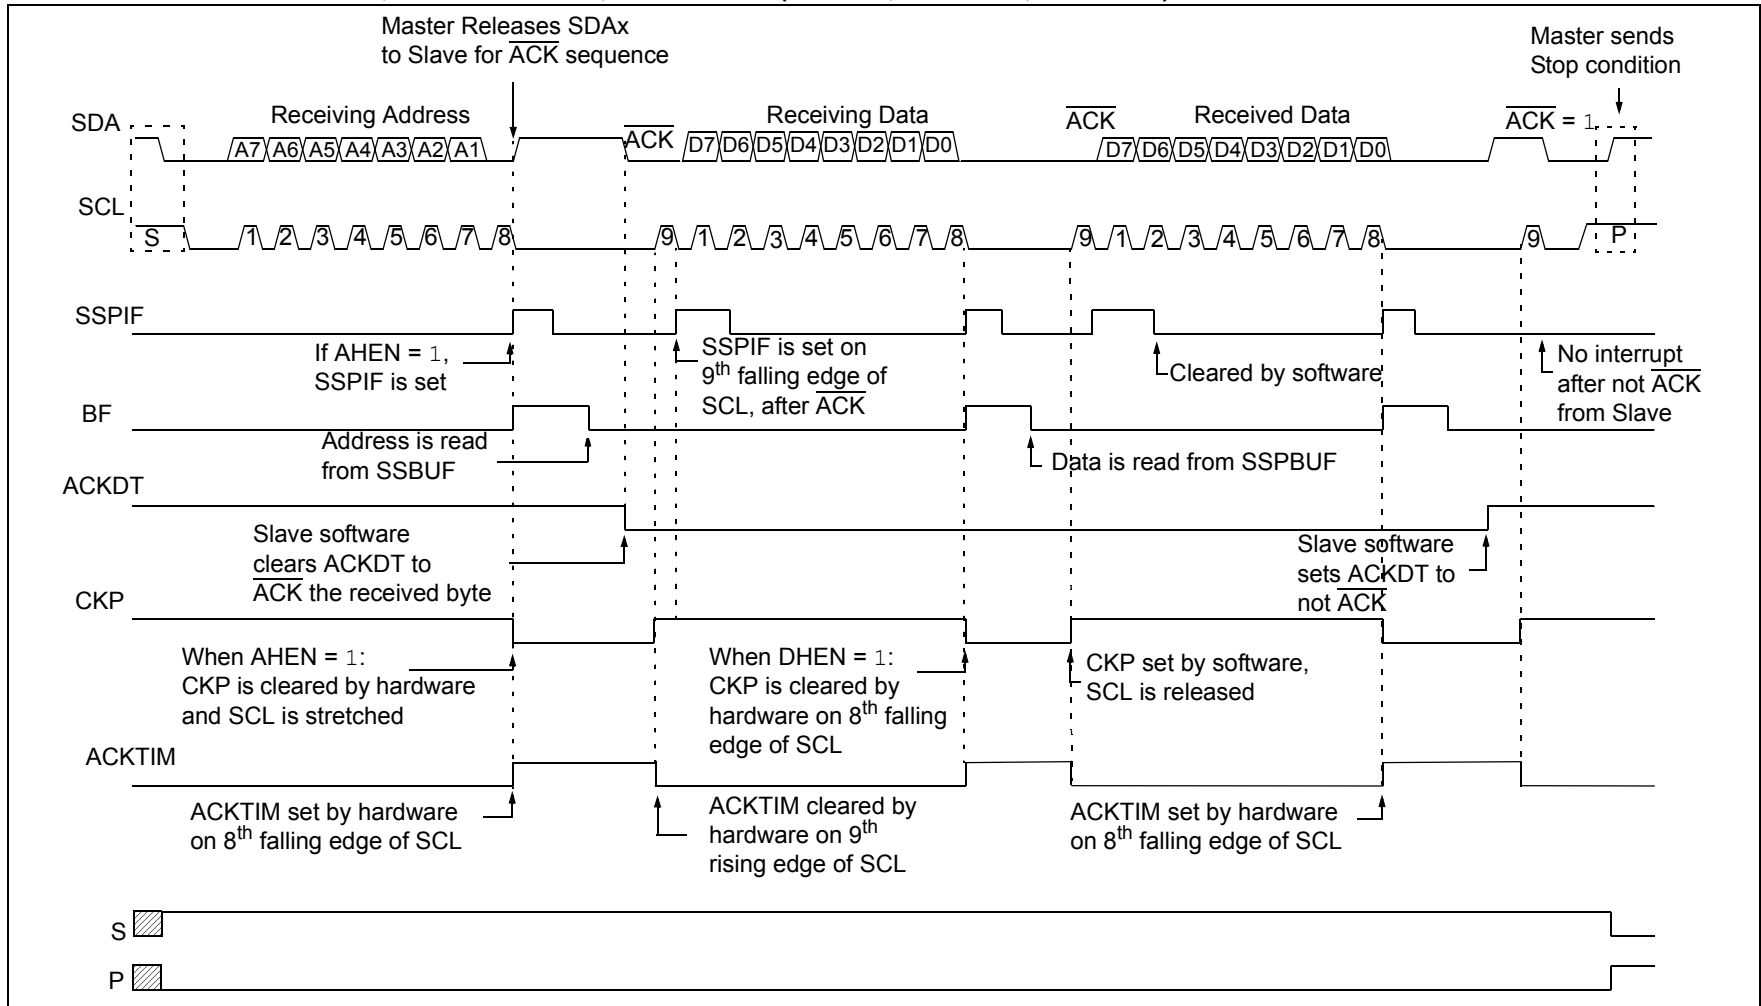 Master Releases SDAx
to Slave for ACK sequence
Master sends
Stop condition
SDA
Receiving Address
ACK
Receiving Data
ACK
Received Data
ACK = 1
A7 A6 A5 A4 A3 A2 A1
D7 D6 D5 D4 D3 D2 D1 D0
D7 D6 D5 D4 D3 D2 D1 D0
SCL
S
1 2 3 4 5 6 7 8
9 1 2 3 4 5 6 7 8
9 1 2 3 4 5 6 7 8
9
P
SSPIF
If AHEN = 1,
SSPIF is set
SSPIF is set on
9th falling edge of
SCL, after ACK
Cleared by software
No interrupt
after not ACK
from Slave
BF
Address is read
from SSBUF
Data is read from SSPBUF
ACKDT
Slave software
clears ACKDT to
ACK the received byte
Slave software
sets ACKDT to
not ACK
CKP
When AHEN = 1:
CKP is cleared by hardware
and SCL is stretched
When DHEN = 1:
CKP is cleared by
hardware on 8th falling
edge of SCL
CKP set by software,
SCL is released
ACKTIM
ACKTIM set by hardware
on 8th falling edge of SCL
ACKTIM cleared by
hardware on 9th
rising edge of SCL
ACKTIM set by hardware
on 8th falling edge of SCL
S
P